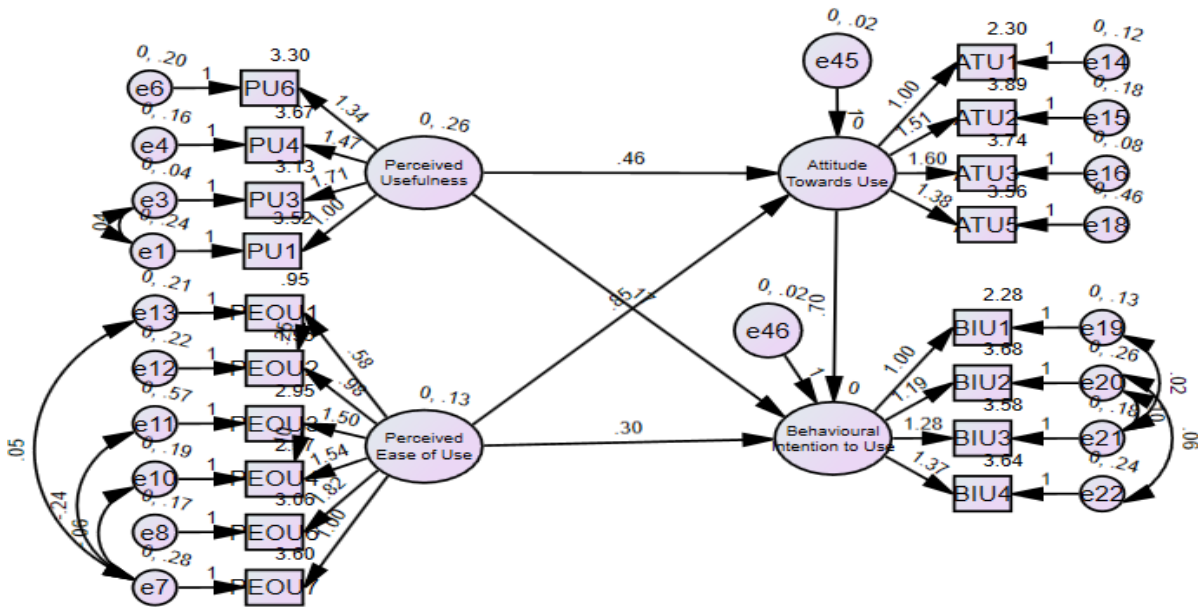 0, .20
e6
1
3.30
PU6
1.34
0, .16
e4
1
3.67
PU4
1.47
0, .04
e3
1
3.13
PU3
1.71
0, .24
e1
1
3.52
PU1
1.00
.04
0, .26
Perceived
Usefulness
.46
0, .21
e13
1
.95
PEOU1
.58
0, .22
e12
1
PEOU2
.98
0, .57
e11
1
2.95
PEOU3
1.50
0, .19
e10
1
PEOU4
1.54
0, .17
e8
1
3.06
1.82
0, .28
e7
1
3.60
PEOU7
1.00
.05
-.24
.06
0, .13
Perceived
Ease of Use
.30
.85
0, .02
e45
1
0
Attitude
Towards Use
.70
0, .02
e46
1
0
Behavioural
Intention to Use
2.30
ATU1
1.00
1
0, .12
e14
3.89
ATU2
1.51
1
0, .18
e15
3.74
ATU3
1.60
1
0, .08
e16
3.56
ATU5
1.38
1
0, .46
e18
2.28
BIU1
1.00
1
0, .13
e19
3.68
BIU2
1.19
1
0, .26
e20
3.58
BIU3
1.28
1
0, .18
e21
3.64
BIU4
1.37
1
0, .24
e22
.02
.06